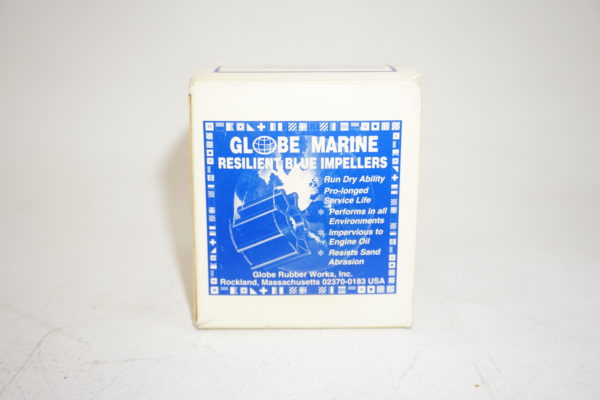 GLOBE MARINE
RESILIENT BLUE IMPELLERS
* Run Dry Ability
* Pro-longed
Service Life
* Performs in all
Environments
* Impervious to
Engine Oil
* Resists Sand
Abrasion
Globe Rubber Works, Inc.
Rockland, Massachusetts 02370-0183 USA